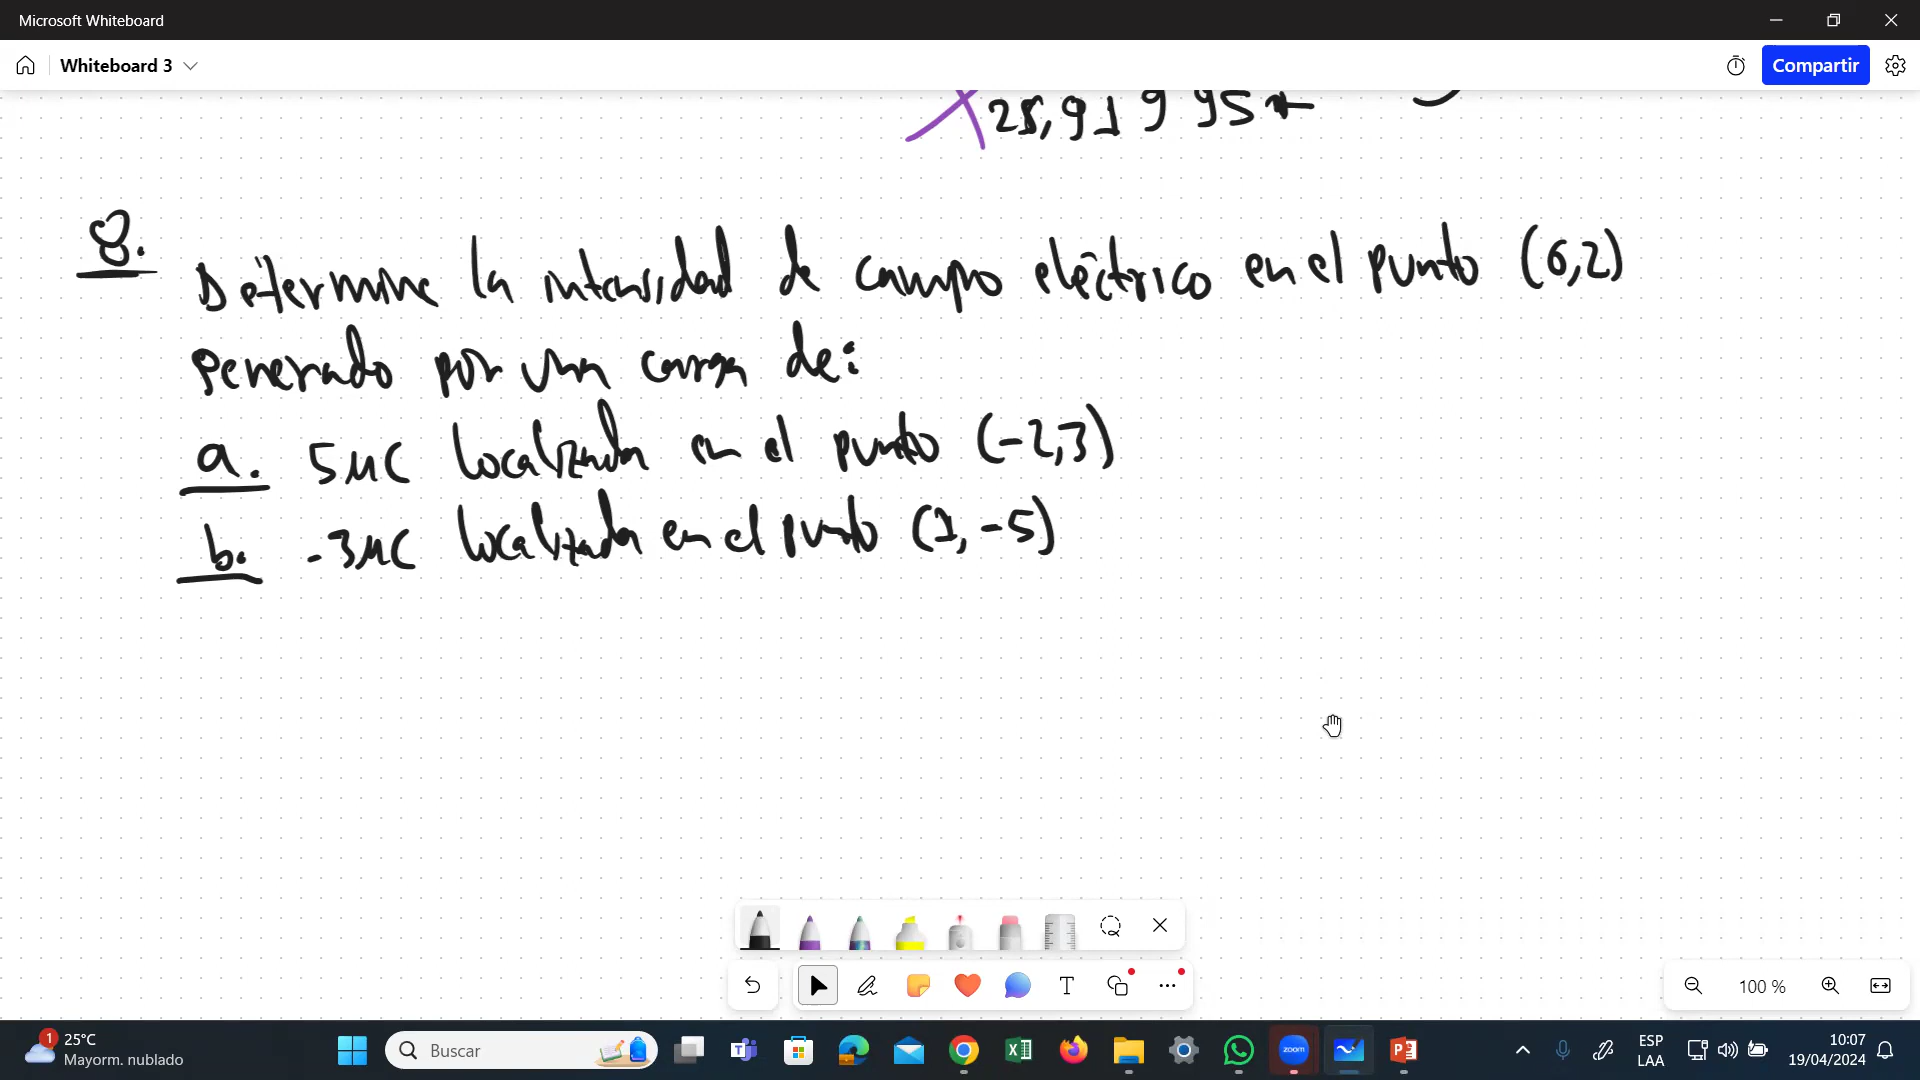 Microsoft Whiteboard
Whiteboard 3
Compartir
8. Determine la intensidad de campo eléctrico en el punto (6,2)
generado por una carga de:
a. 5μC localizada en el punto (-2,3)
b. -3μC localizada en el punto (1,-5)
100 %
1
25°C
Mayorm. nublado
Buscar
zoom
ESP
LAA
10:07
19/04/2024